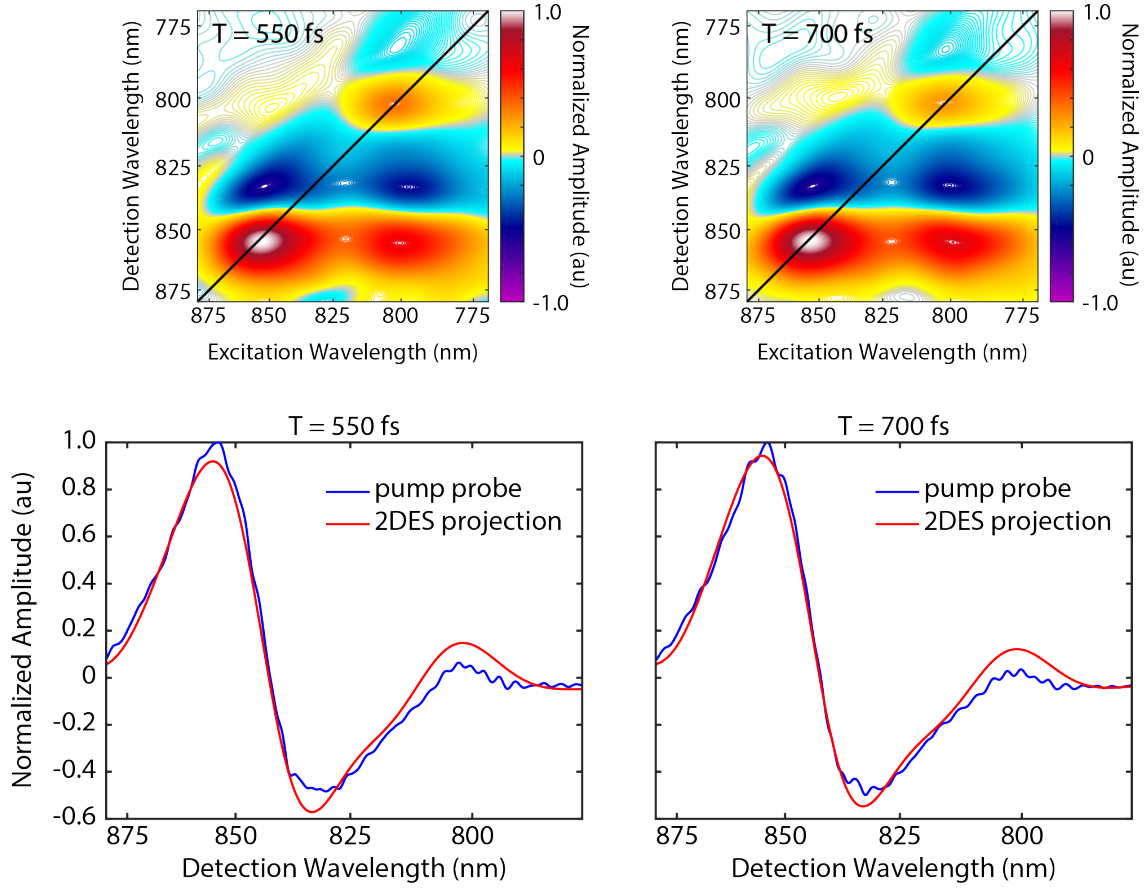 T = 550 fs
775
800
825
850
875
Detection Wavelength (nm)
875
850
825
800
775
Excitation Wavelength (nm)
1.0
0
-1.0
Normalized Amplitude (au)
T = 700 fs
775
800
825
850
875
Detection Wavelength (nm)
875
850
825
800
775
Excitation Wavelength (nm)
1.0
0
-1.0
Normalized Amplitude (au)
T = 550 fs
1.0
0.8
0.6
0.4
0.2
0
-0.2
-0.4
-0.6
Normalized Amplitude (au)
pump probe
2DES projection
875
850
825
800
Detection Wavelength (nm)
T = 700 fs
pump probe
2DES projection
875
850
825
800
Detection Wavelength (nm)